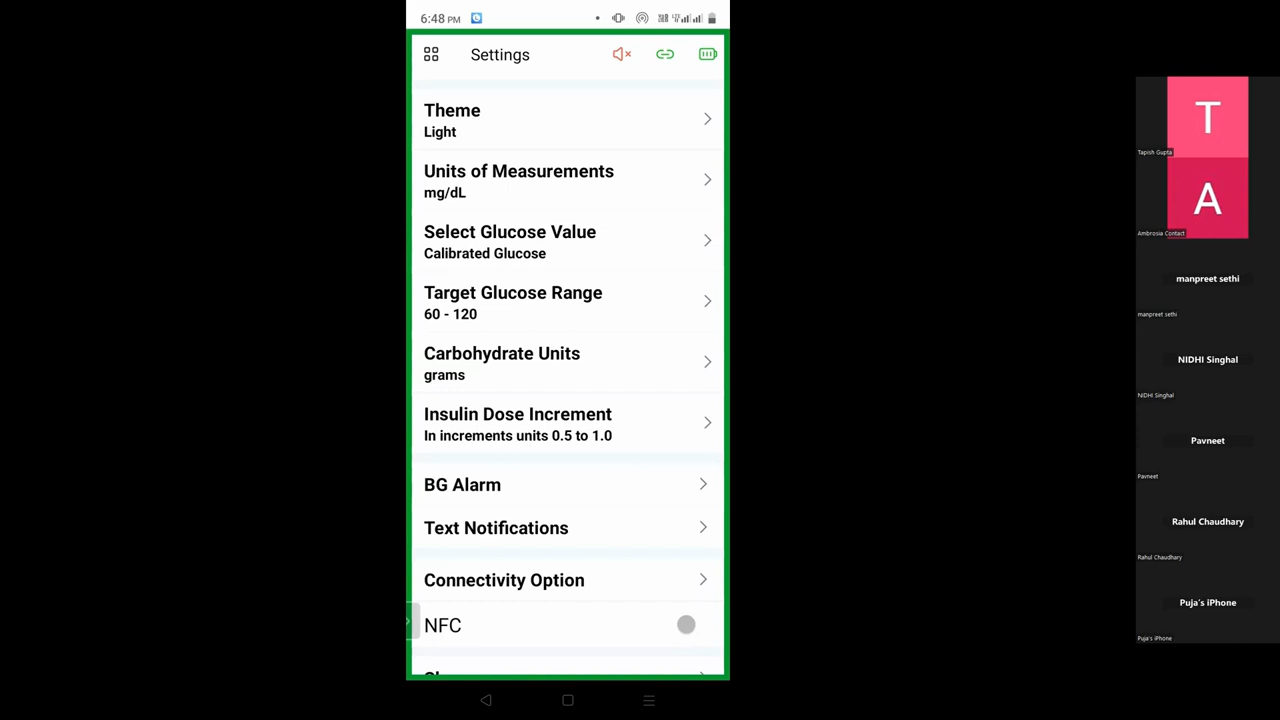 6:48 PM
Settings
Theme
Light
Units of Measurements
mg/dL
Select Glucose Value
Calibrated Glucose
Target Glucose Range
60 - 120
Carbohydrate Units
grams
Insulin Dose Increment
In increments units 0.5 to 1.0
BG Alarm
Text Notifications
Connectivity Option
NFC
T
Tapish Gupta
A
Ambrosia Contact
manpreet sethi
manpreet sethi
NIDHI Singhal
NIDHI Singhal
Pavneet
Pavneet
Rahul Chaudhary
Rahul Chaudhary
Puja's iPhone
Puja's iPhone